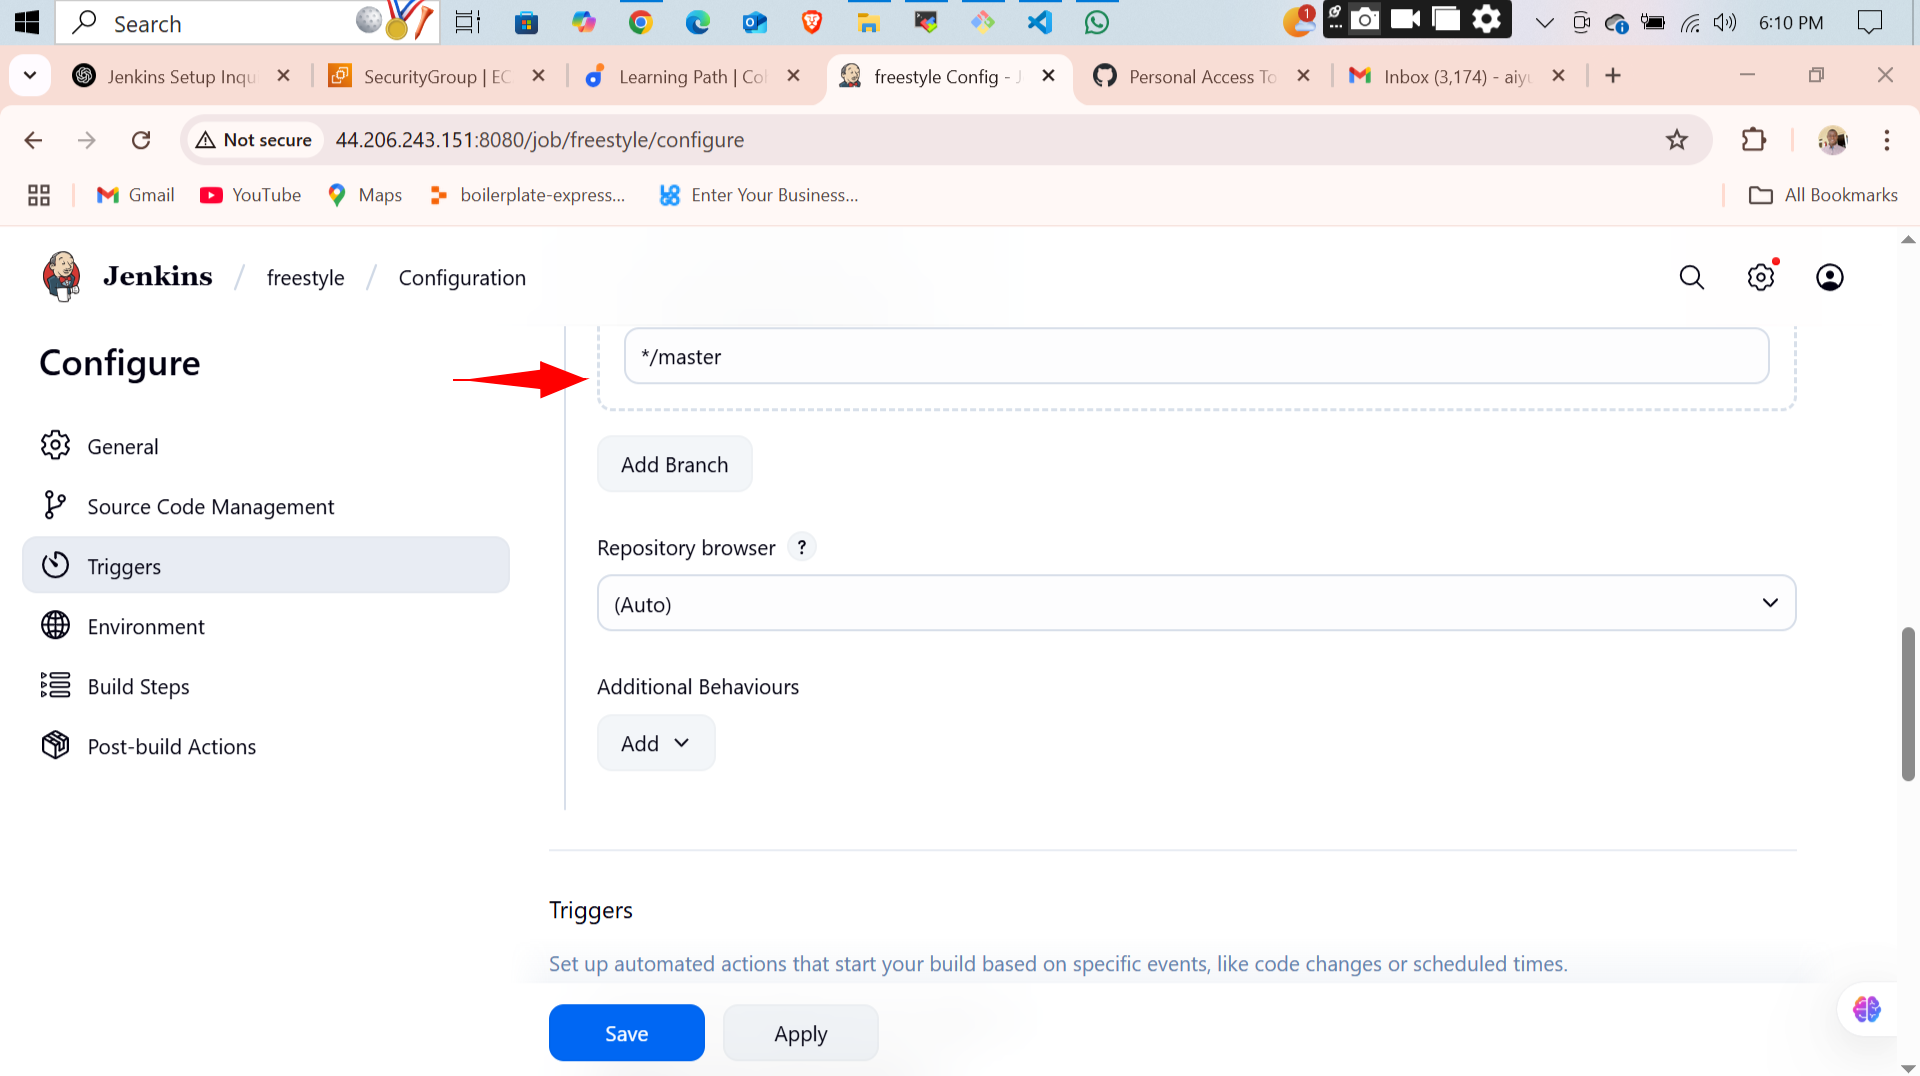 Search
1
6:10 PM
Jenkins Setup Inqu
SecurityGroup | EC
Learning Path | Col
freestyle Config - J
Personal Access To
Inbox (3,174) - aiyu
Not secure
44.206.243.151:8080/job/freestyle/configure
Gmail
YouTube
Maps
boilerplate-express...
Enter Your Business...
All Bookmarks
Jenkins / freestyle / Configuration
Configure
General
Source Code Management
Triggers
Environment
Build Steps
Post-build Actions
*/master
Add Branch
Repository browser ?
(Auto)
Additional Behaviours
Add
Triggers
Set up automated actions that start your build based on specific events, like code changes or scheduled times.
Save
Apply